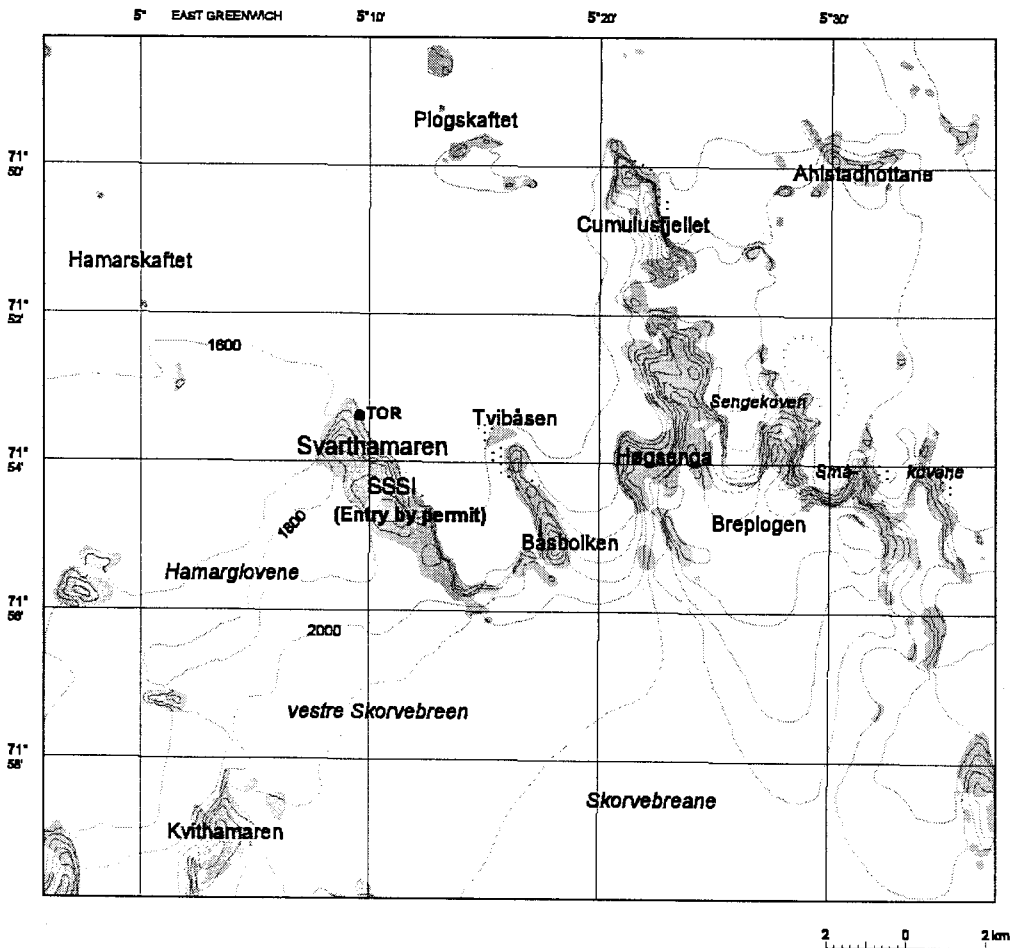 5° EAST GREENWICH 5°10' 5°20' 5°30'
Plogskaftet
71°
50'
Ahlstadhottane
Cumulusfjellet
Hamarskaftet
71°
52'
1600
Sengekoven
TOR
Tvibåsen
Svarthamaren
71°
54'
Høgsenga
Små-
kovene
SSSI
(Entry by permit)
1800
Breplogen
Båsbolken
Hamarglovene
71°
56'
2000
vestre Skorvebreen
71°
58'
Skorvebreane
Kvithamaren
2 0 2 km